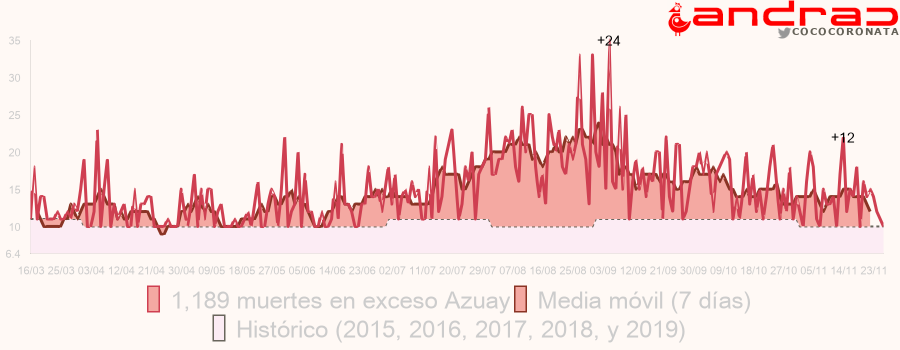 andrab
COCOCORONATA
35
+24
30
25
20
+12
15
10
6.4
16/03 25/03 03/04 12/04 21/04 30/04 09/05 18/05 27/05 05/06 14/06 23/06 02/07 11/07 20/07 29/07 07/08 16/08 25/08 03/09 12/09 21/09 30/09 09/10 18/10 27/10 05/11 14/11 23/11
1,189 muertes en exceso Azuay Media móvil (7 días)
Histórico (2015, 2016, 2017, 2018, y 2019)